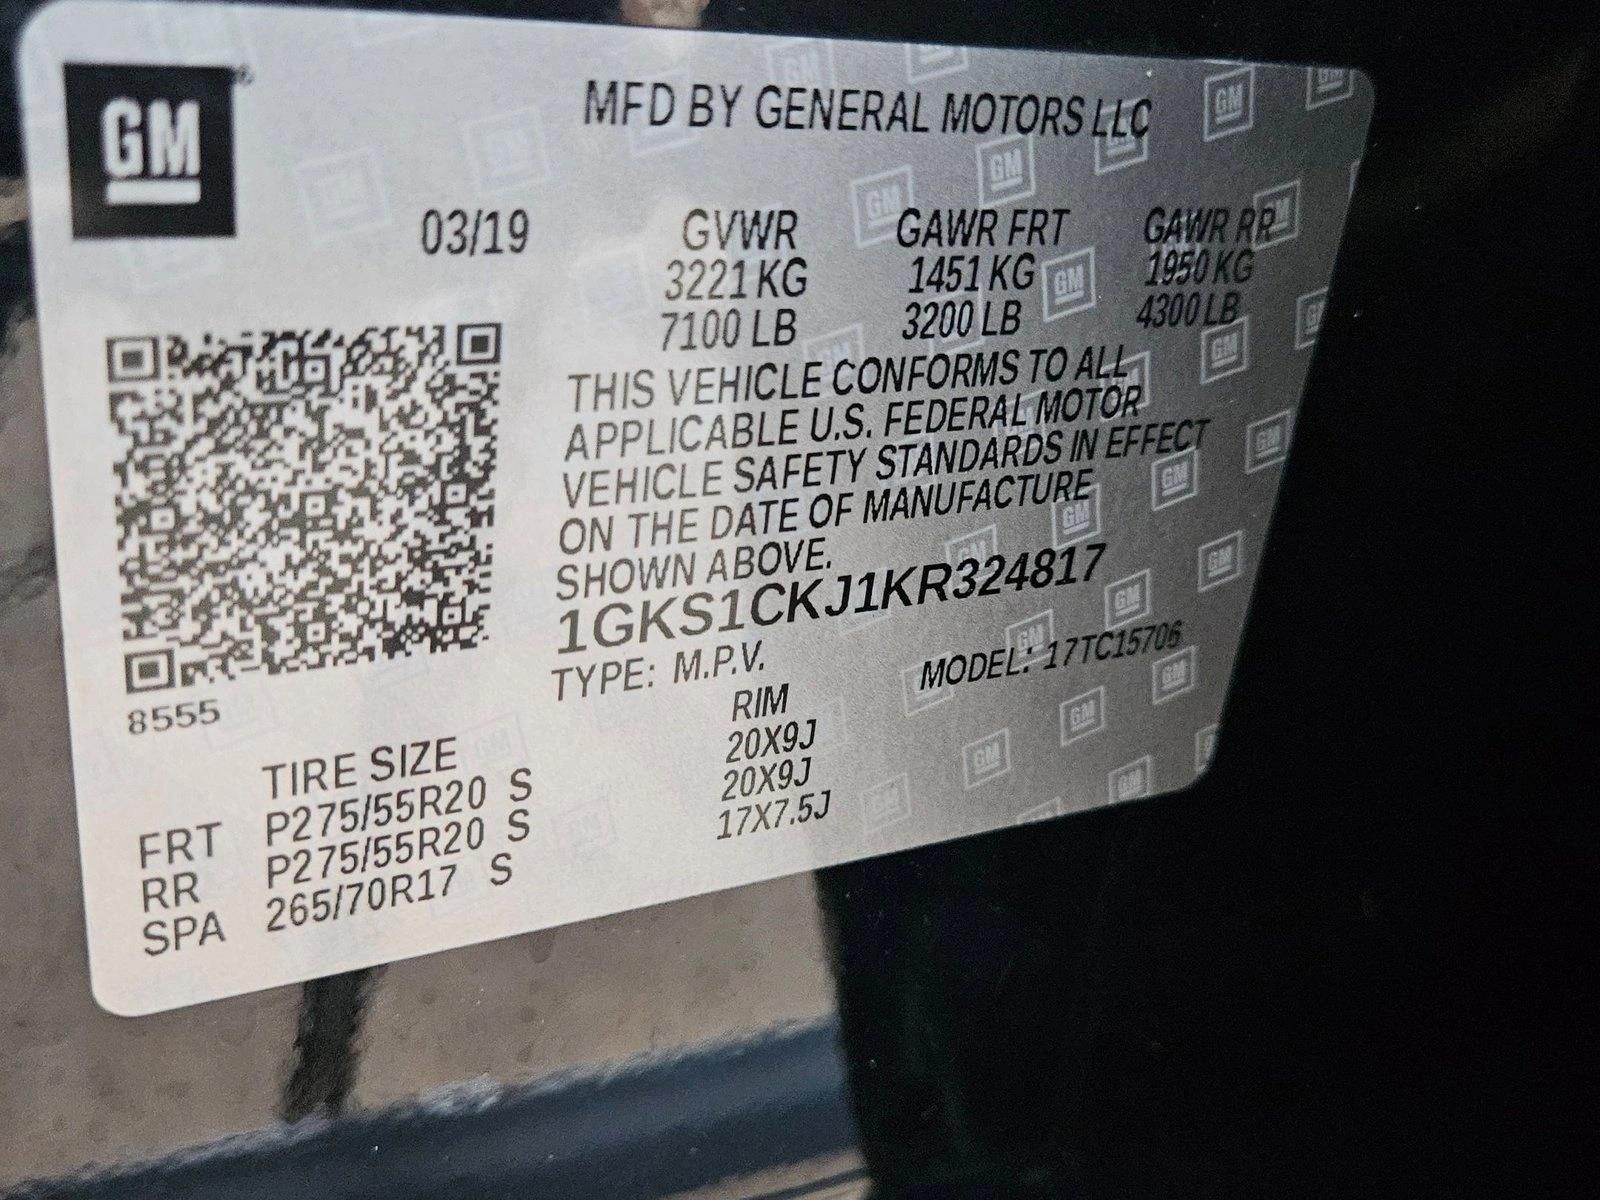 GM
MFD BY GENERAL MOTORS LLC
03/19 GVWR GAWR FRT GAWR RR
3221 KG 1451 KG 1950 KG
7100 LB 3200 LB 4300 LB
THIS VEHICLE CONFORMS TO ALL
APPLICABLE U.S. FEDERAL MOTOR
VEHICLE SAFETY STANDARDS IN EFFECT
ON THE DATE OF MANUFACTURE
SHOWN ABOVE.
1GKS1CKJ1KR324817
TYPE: M.P.V. MODEL: 17TC15706
8555
TIRE SIZE RIM
FRT P275/55R20 S 20X9J
RR P275/55R20 S 20X9J
SPA 265/70R17 S 17X7.5J